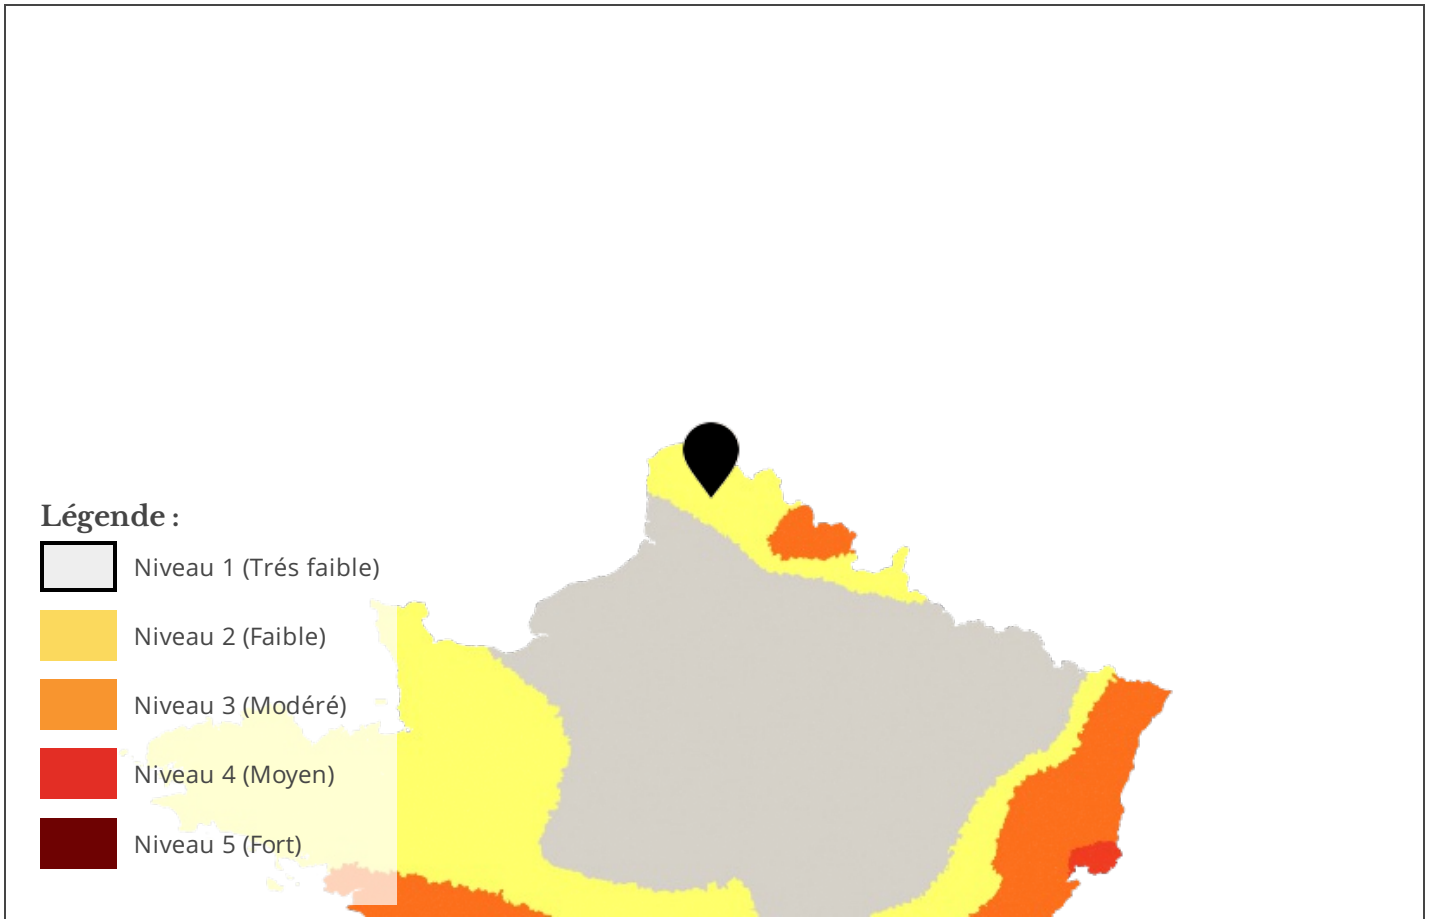 Légende :
Niveau 1 (Trés faible)
Niveau 2 (Faible)
Niveau 3 (Modéré)
Niveau 4 (Moyen)
Niveau 5 (Fort)